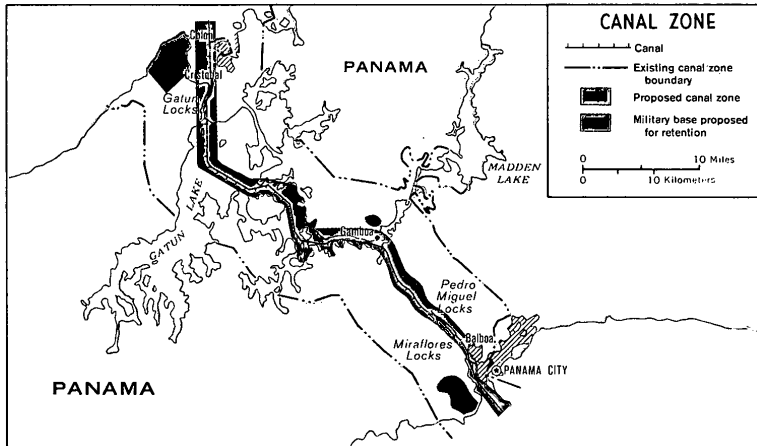 CANAL ZONE
Canal
Existing canal zone
boundary
Proposed canal zone
Military base proposed
for retention
0 10 Miles
0 10 Kilometers
Colon
Cristobal
Gatun
Locks
PANAMA
MADDEN
LAKE
GATUN LAKE
Gamboa
Pedro
Miguel
Locks
Balboa
Miraflores
Locks
PANAMA CITY
PANAMA